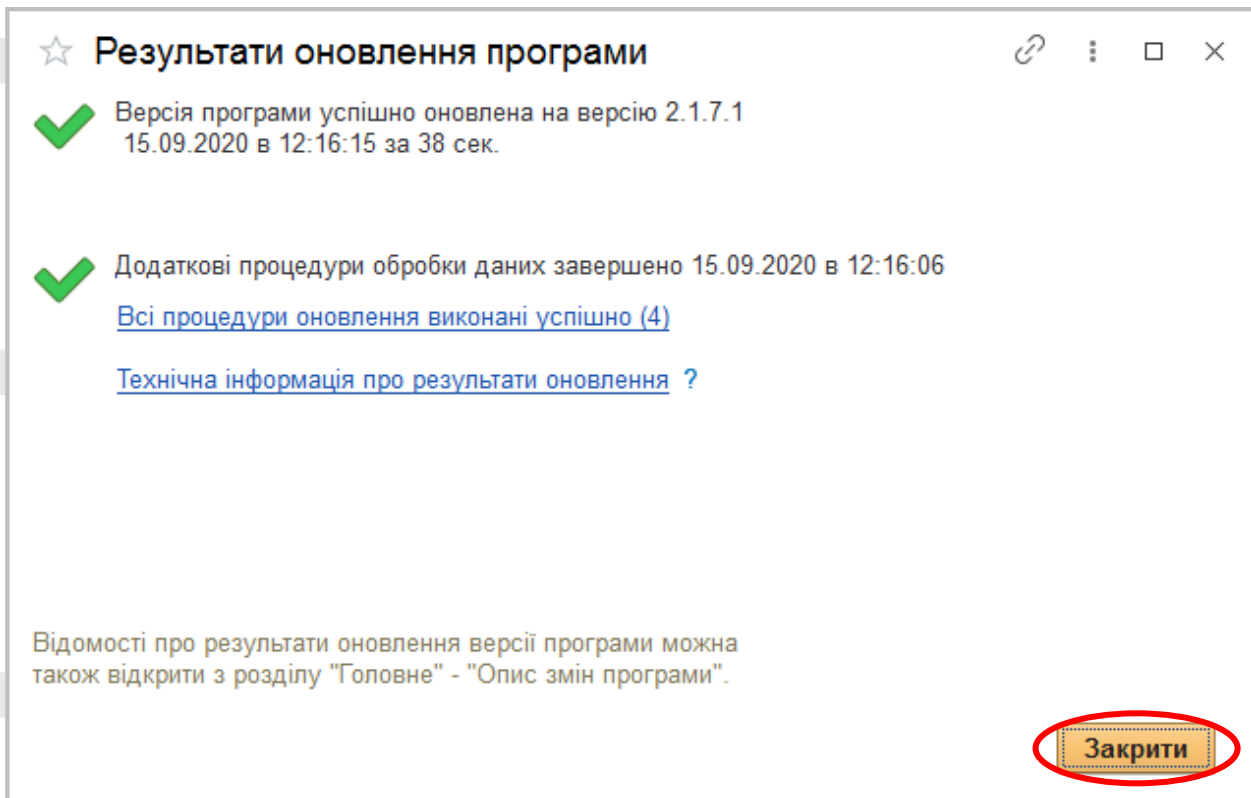 Результати оновлення програми
Версія програми успішно оновлена на версію 2.1.7.1
15.09.2020 в 12:16:15 за 38 сек.
Додаткові процедури обробки даних завершено 15.09.2020 в 12:16:06
Всі процедури оновлення виконані успішно (4)
Технічна інформація про результати оновлення ?
Відомості про результати оновлення версії програми можна
також відкрити з розділу "Головне" - "Опис змін програми".
Закрити